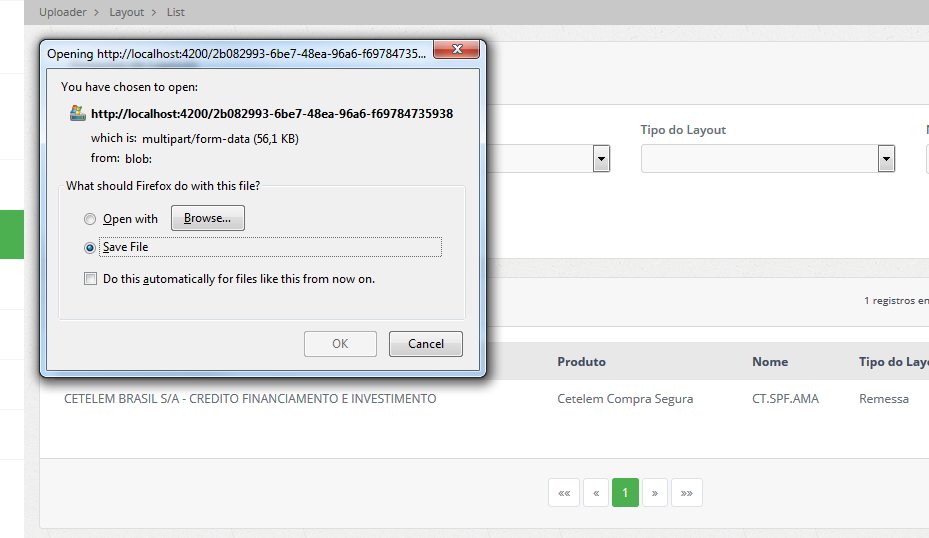 Uploader > Layout > List
Opening http://localhost:4200/2b082993-6be7-48ea-96a6-f69784735...
You have chosen to open:
http://localhost:4200/2b082993-6be7-48ea-96a6-f69784735938
which is: multipart/form-data (56,1 KB)
from: blob:
What should Firefox do with this file?
Open with Browse...
Save File
Do this automatically for files like this from now on.
OK Cancel
Tipo do Layout
1 registros en
Produto Nome Tipo do Layo
CETELEM BRASIL S/A - CREDITO FINANCIAMENTO E INVESTIMENTO Cetelem Compra Segura CT.SPF.AMA Remessa
«« « 1 » »»